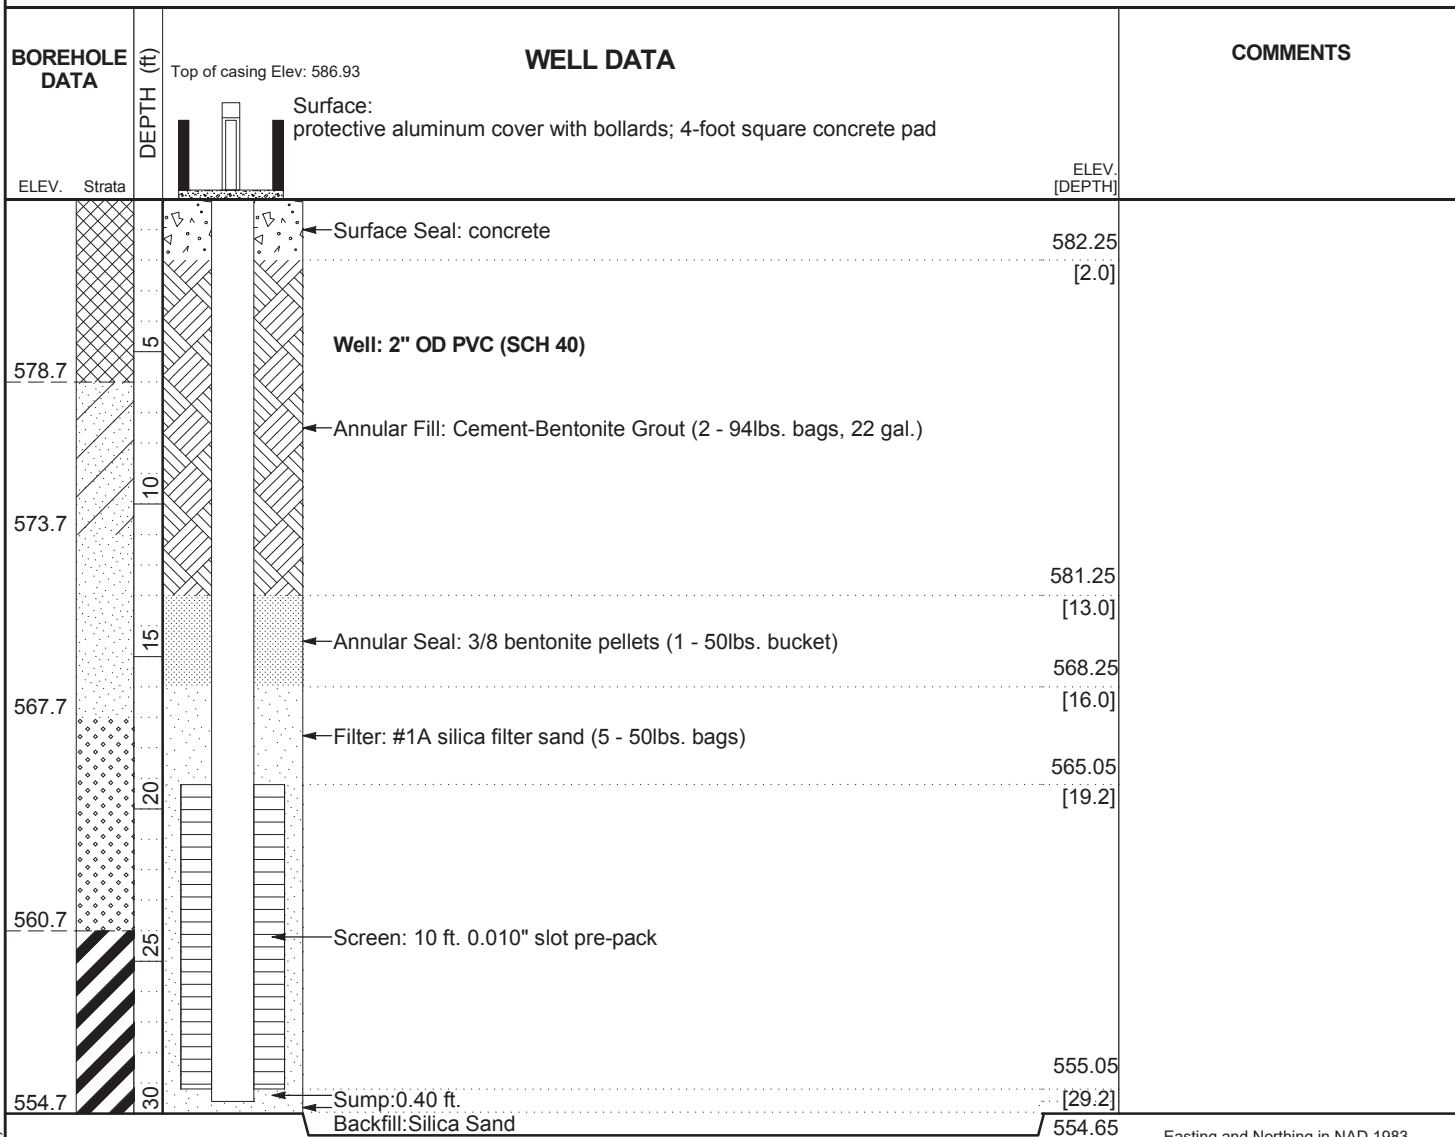 BOREHOLE
DATA
DEPTH (ft)
WELL DATA
COMMENTS
Top of casing Elev: 586.93
Surface:
protective aluminum cover with bollards; 4-foot square concrete pad
ELEV. Strata
ELEV.
[DEPTH]
Surface Seal: concrete
582.25
[2.0]
5
Well: 2" OD PVC (SCH 40)
578.7
Annular Fill: Cement-Bentonite Grout (2 - 94lbs. bags, 22 gal.)
10
573.7
581.25
[13.0]
15
Annular Seal: 3/8 bentonite pellets (1 - 50lbs. bucket)
568.25
[16.0]
567.7
Filter: #1A silica filter sand (5 - 50lbs. bags)
565.05
[19.2]
20
560.7
25
Screen: 10 ft. 0.010" slot pre-pack
555.05
[29.2]
30
554.7
Sump:0.40 ft.
Backfill:Silica Sand
554.65
Easting and Northing in NAD 1983